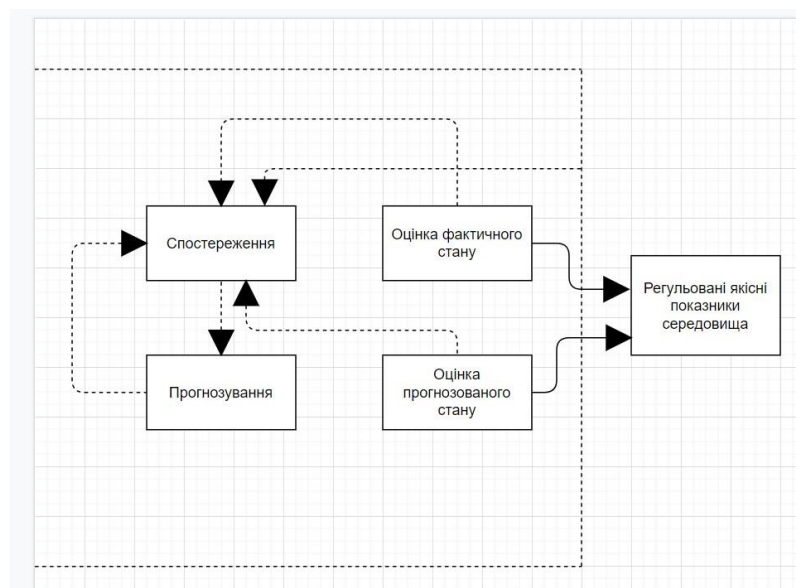 Спостереження
Оцінка фактичного
стану
Регульовані якісні
показники
середовища
Прогнозування
Оцінка
прогнозованого
стану